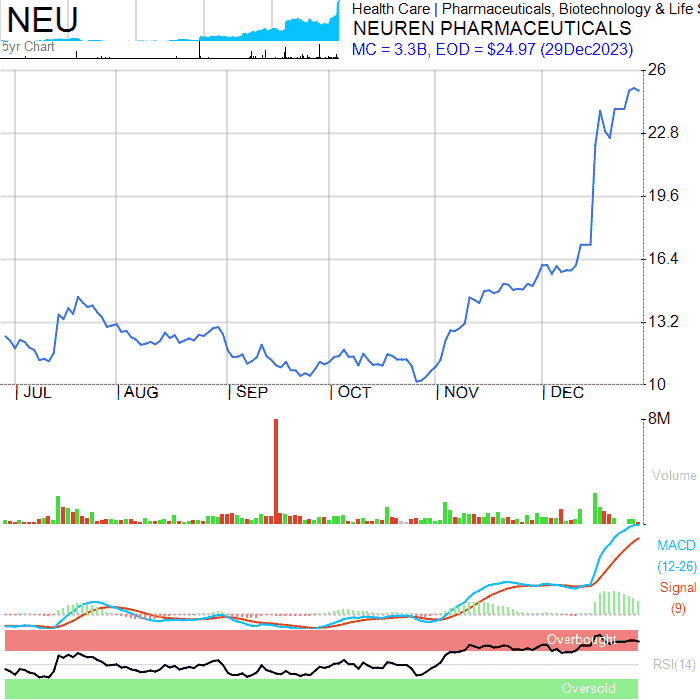 NEU
5yr Chart
Health Care | Pharmaceuticals, Biotechnology & Life S
NEUREN PHARMACEUTICALS
MC = 3.3B, EOD = $24.97 (29Dec2023)
26
22.8
19.6
16.4
13.2
10
JUL AUG SEP OCT NOV DEC
8M
Volume
MACD
(12-26)
Signal
(9)
Overbought
RSI(14)
Oversold